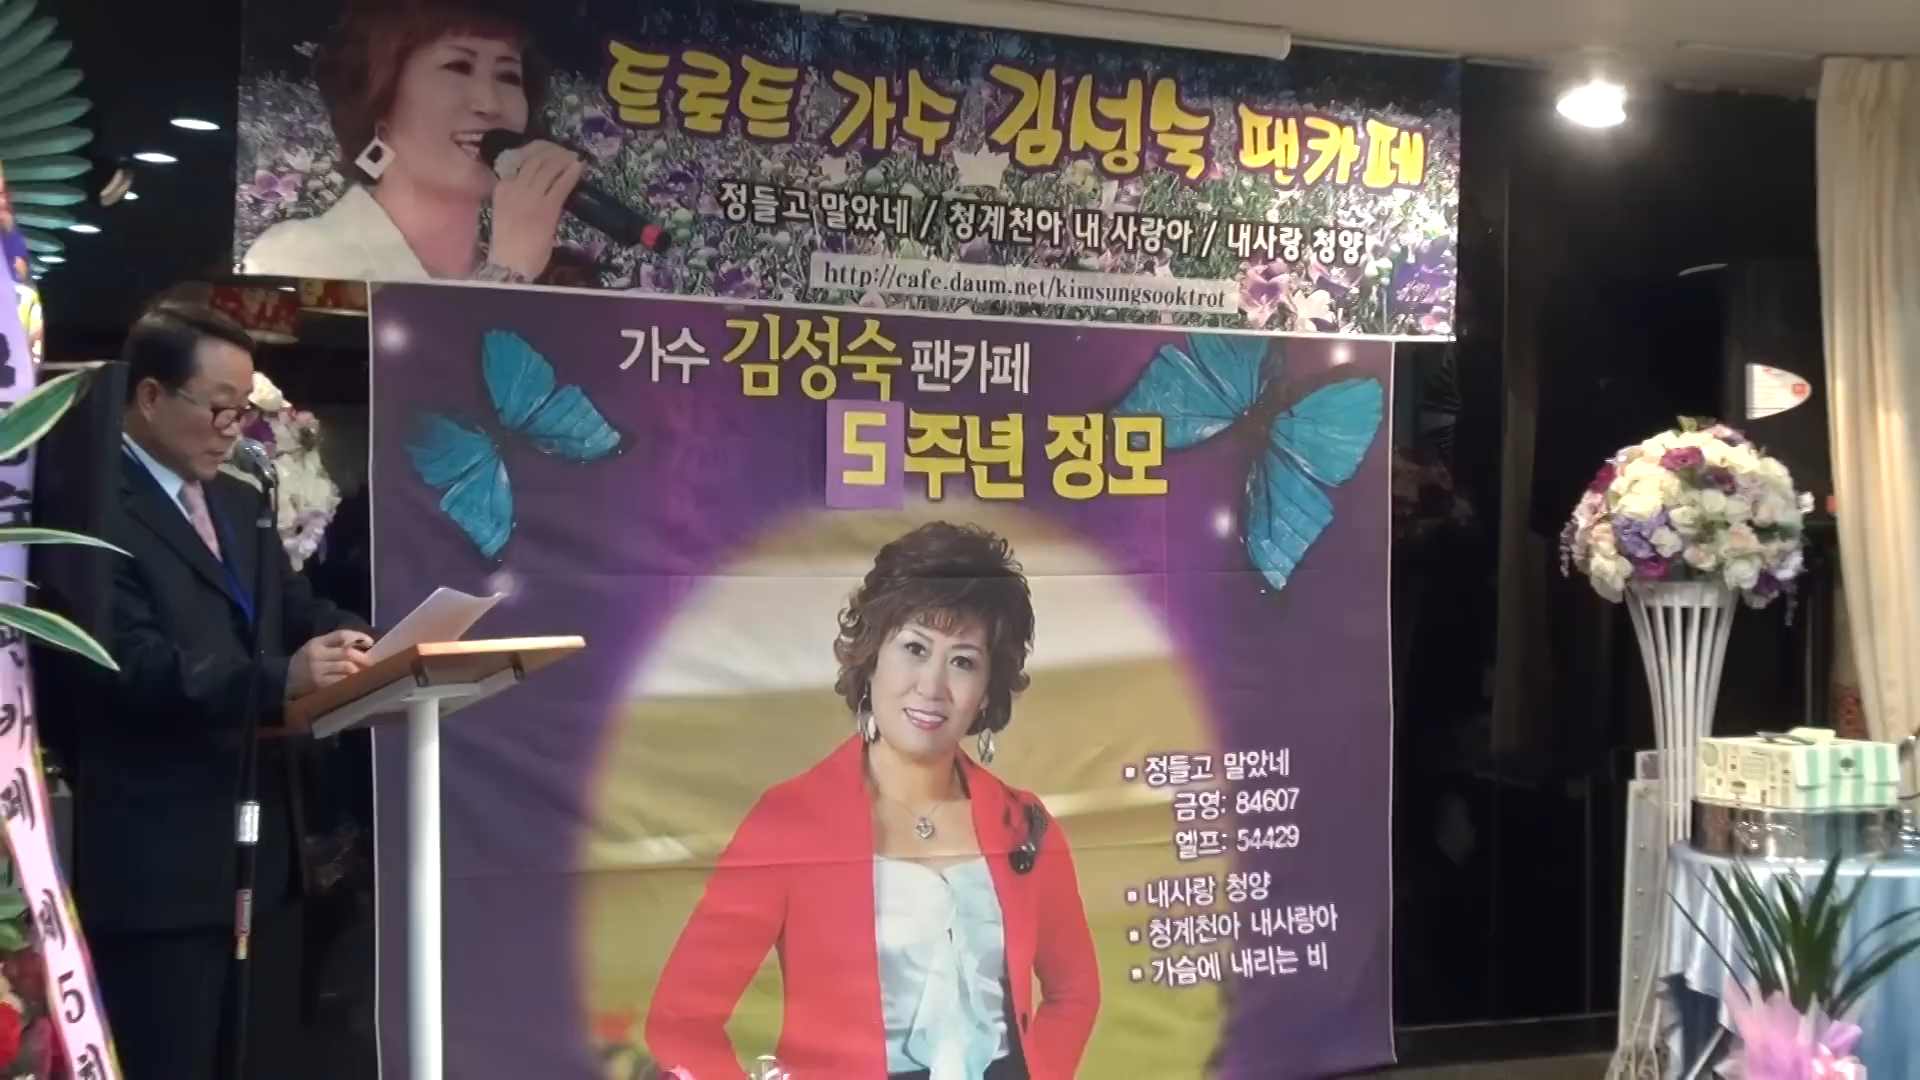 트로트 가수 김성숙 팬카페
정들고 말았네 / 청계천아 내 사랑아 / 내사랑 청양
http://cafe.daum.net/kimsungsooktrot
가수 김성숙 팬카페
5주년 정모
▪ 정들고 말았네
금영: 84607
엘프: 54429
▪ 내사랑 청양
▪ 청계천아 내사랑아
▪ 가슴에 내리는 비
카페 제 5